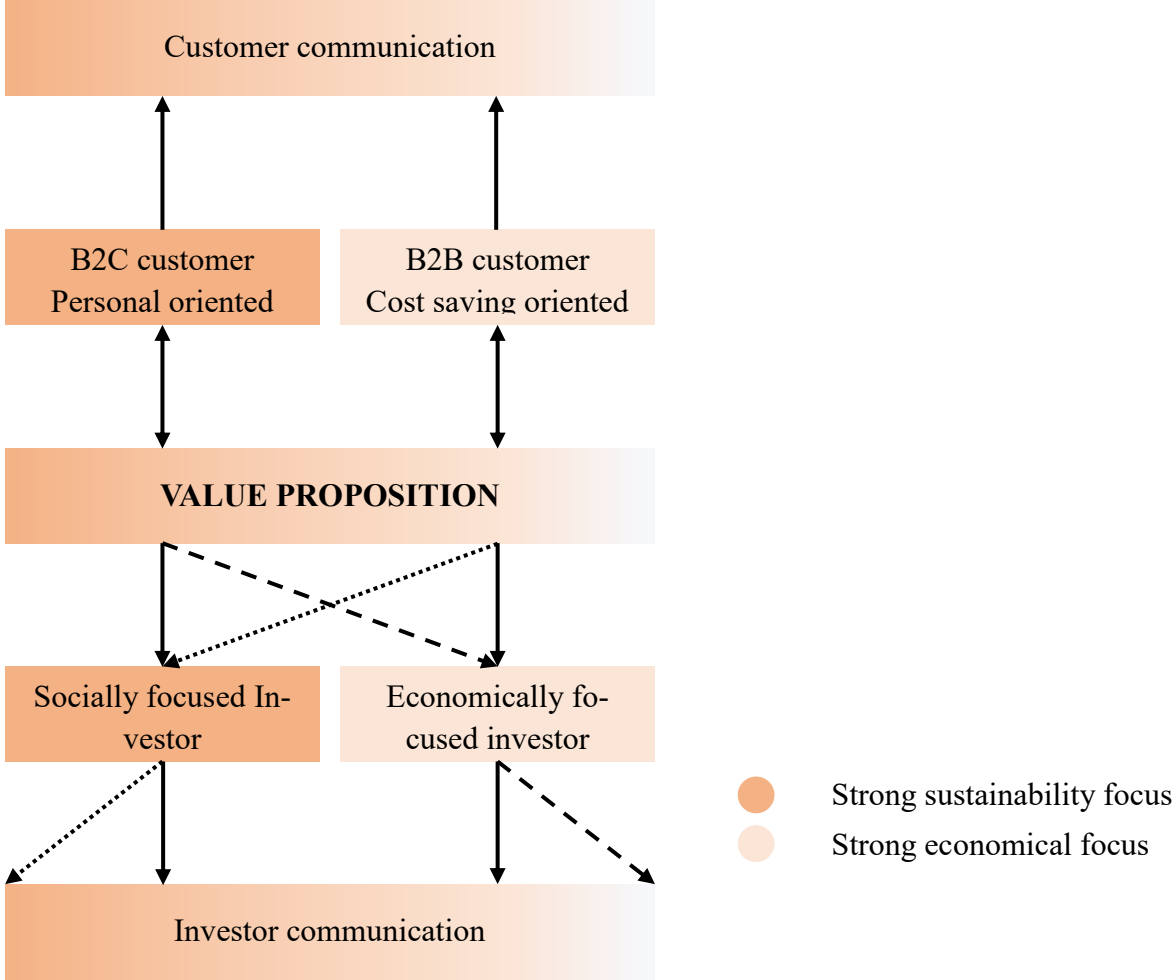 Customer communication
B2C customer
Personal oriented
B2B customer
Cost saving oriented
VALUE PROPOSITION
Socially focused In-
vestor
Economically fo-
cused investor
Strong sustainability focus
Strong economical focus
Investor communication